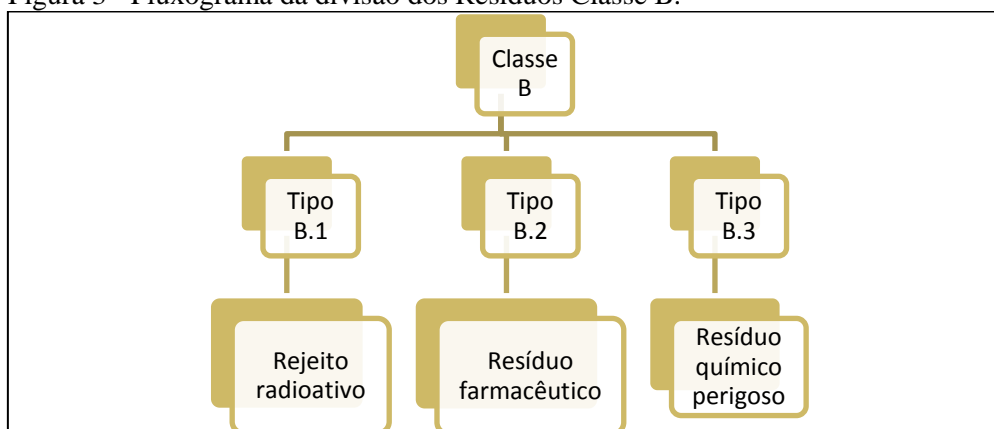 Figura 3 - Fluxograma da divisão dos Resíduos Classe B.
Classe
B
Tipo
B.1
Tipo
B.2
Tipo
B.3
Rejeito
radioativo
Resíduo
farmacêutico
Resíduo
químico
perigoso